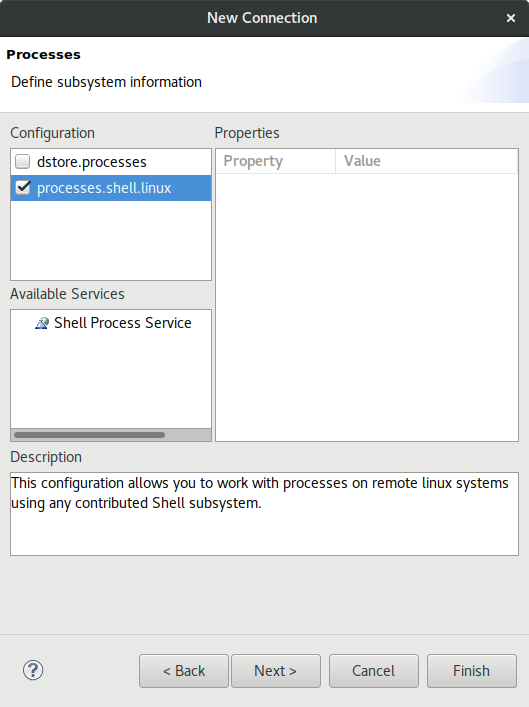 New Connection
Processes
Define subsystem information
Configuration
Properties
dstore.processes
processes.shell.linux
Property Value
Available Services
Shell Process Service
Description
This configuration allows you to work with processes on remote linux systems
using any contributed Shell subsystem.
?
< Back Next > Cancel Finish